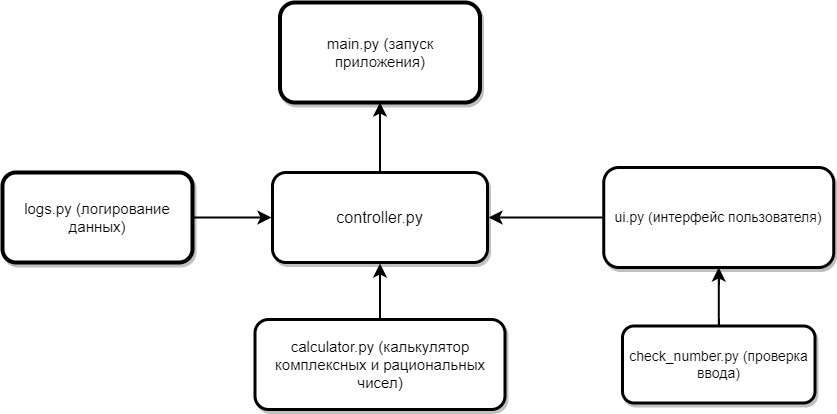 main.py (запуск
приложения)
logs.py (логирование
данных)
controller.py
ui.py (интерфейс пользователя)
calculator.py (калькулятор
комплексных и рациональных
чисел)
check_number.py (проверка
ввода)